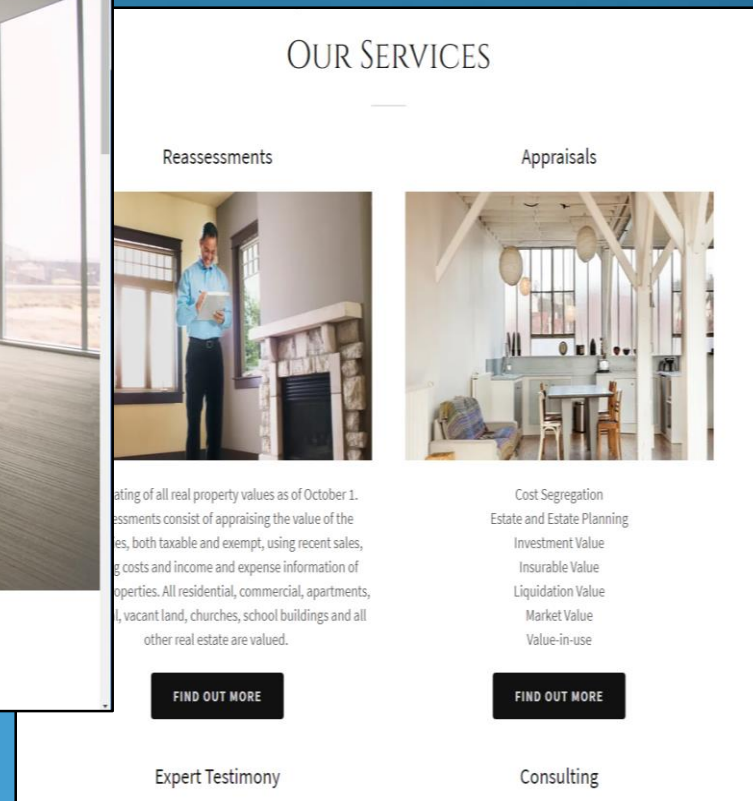 OUR SERVICES
Reassessments
Appraisals
of all real property values as of October 1.
consist of appraising the value of the
both taxable and exempt, using recent sales,
costs and income and expense information of
All residential, commercial, apartments,
vacant land, churches, school buildings and all
other real estate are valued.
FIND OUT MORE
Cost Segregation
Estate and Estate Planning
Investment Value
Insurable Value
Liquidation Value
Market Value
Value-in-use
FIND OUT MORE
Expert Testimony
Consulting